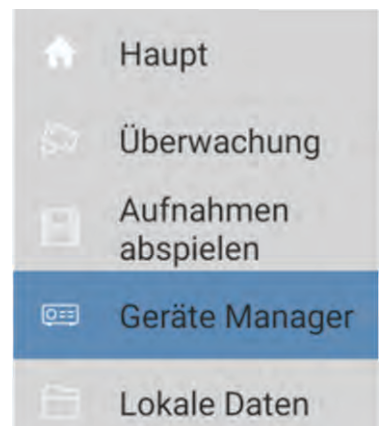 Haupt
Überwachung
Aufnahmen
abspielen
Geräte Manager
Lokale Daten